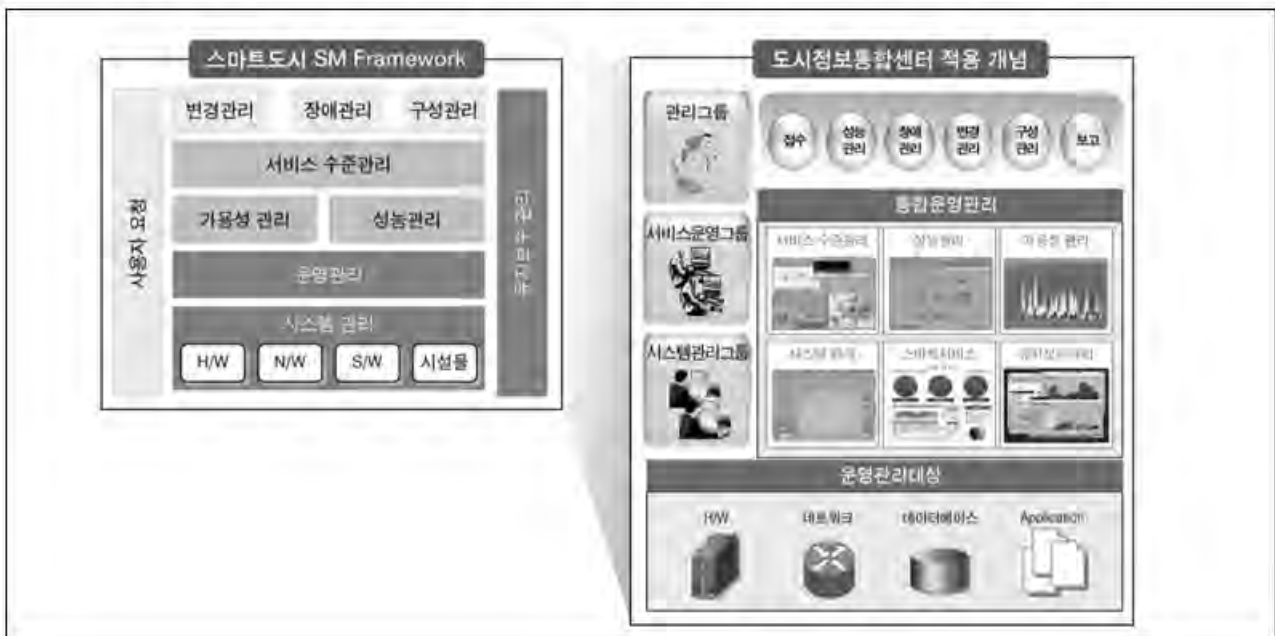 스마트도시 SM Framework
사용자 요청
변경관리
장애관리
구성관리
서비스 수준관리
가용성 관리
성능관리
운영관리
시스템 관리
H/W
N/W
S/W
시설물
도시정보통합센터 적용 개념
관리그룹
서비스운영그룹
시스템관리그룹
접수
성능
관리
장애
관리
변경
관리
구성
관리
보고
통합운영관리
서비스 수준관리
성능관리
가용성 관리
시스템 관리
스마트서비스
운영관리대상
H/W
네트워크
데이터베이스
Application